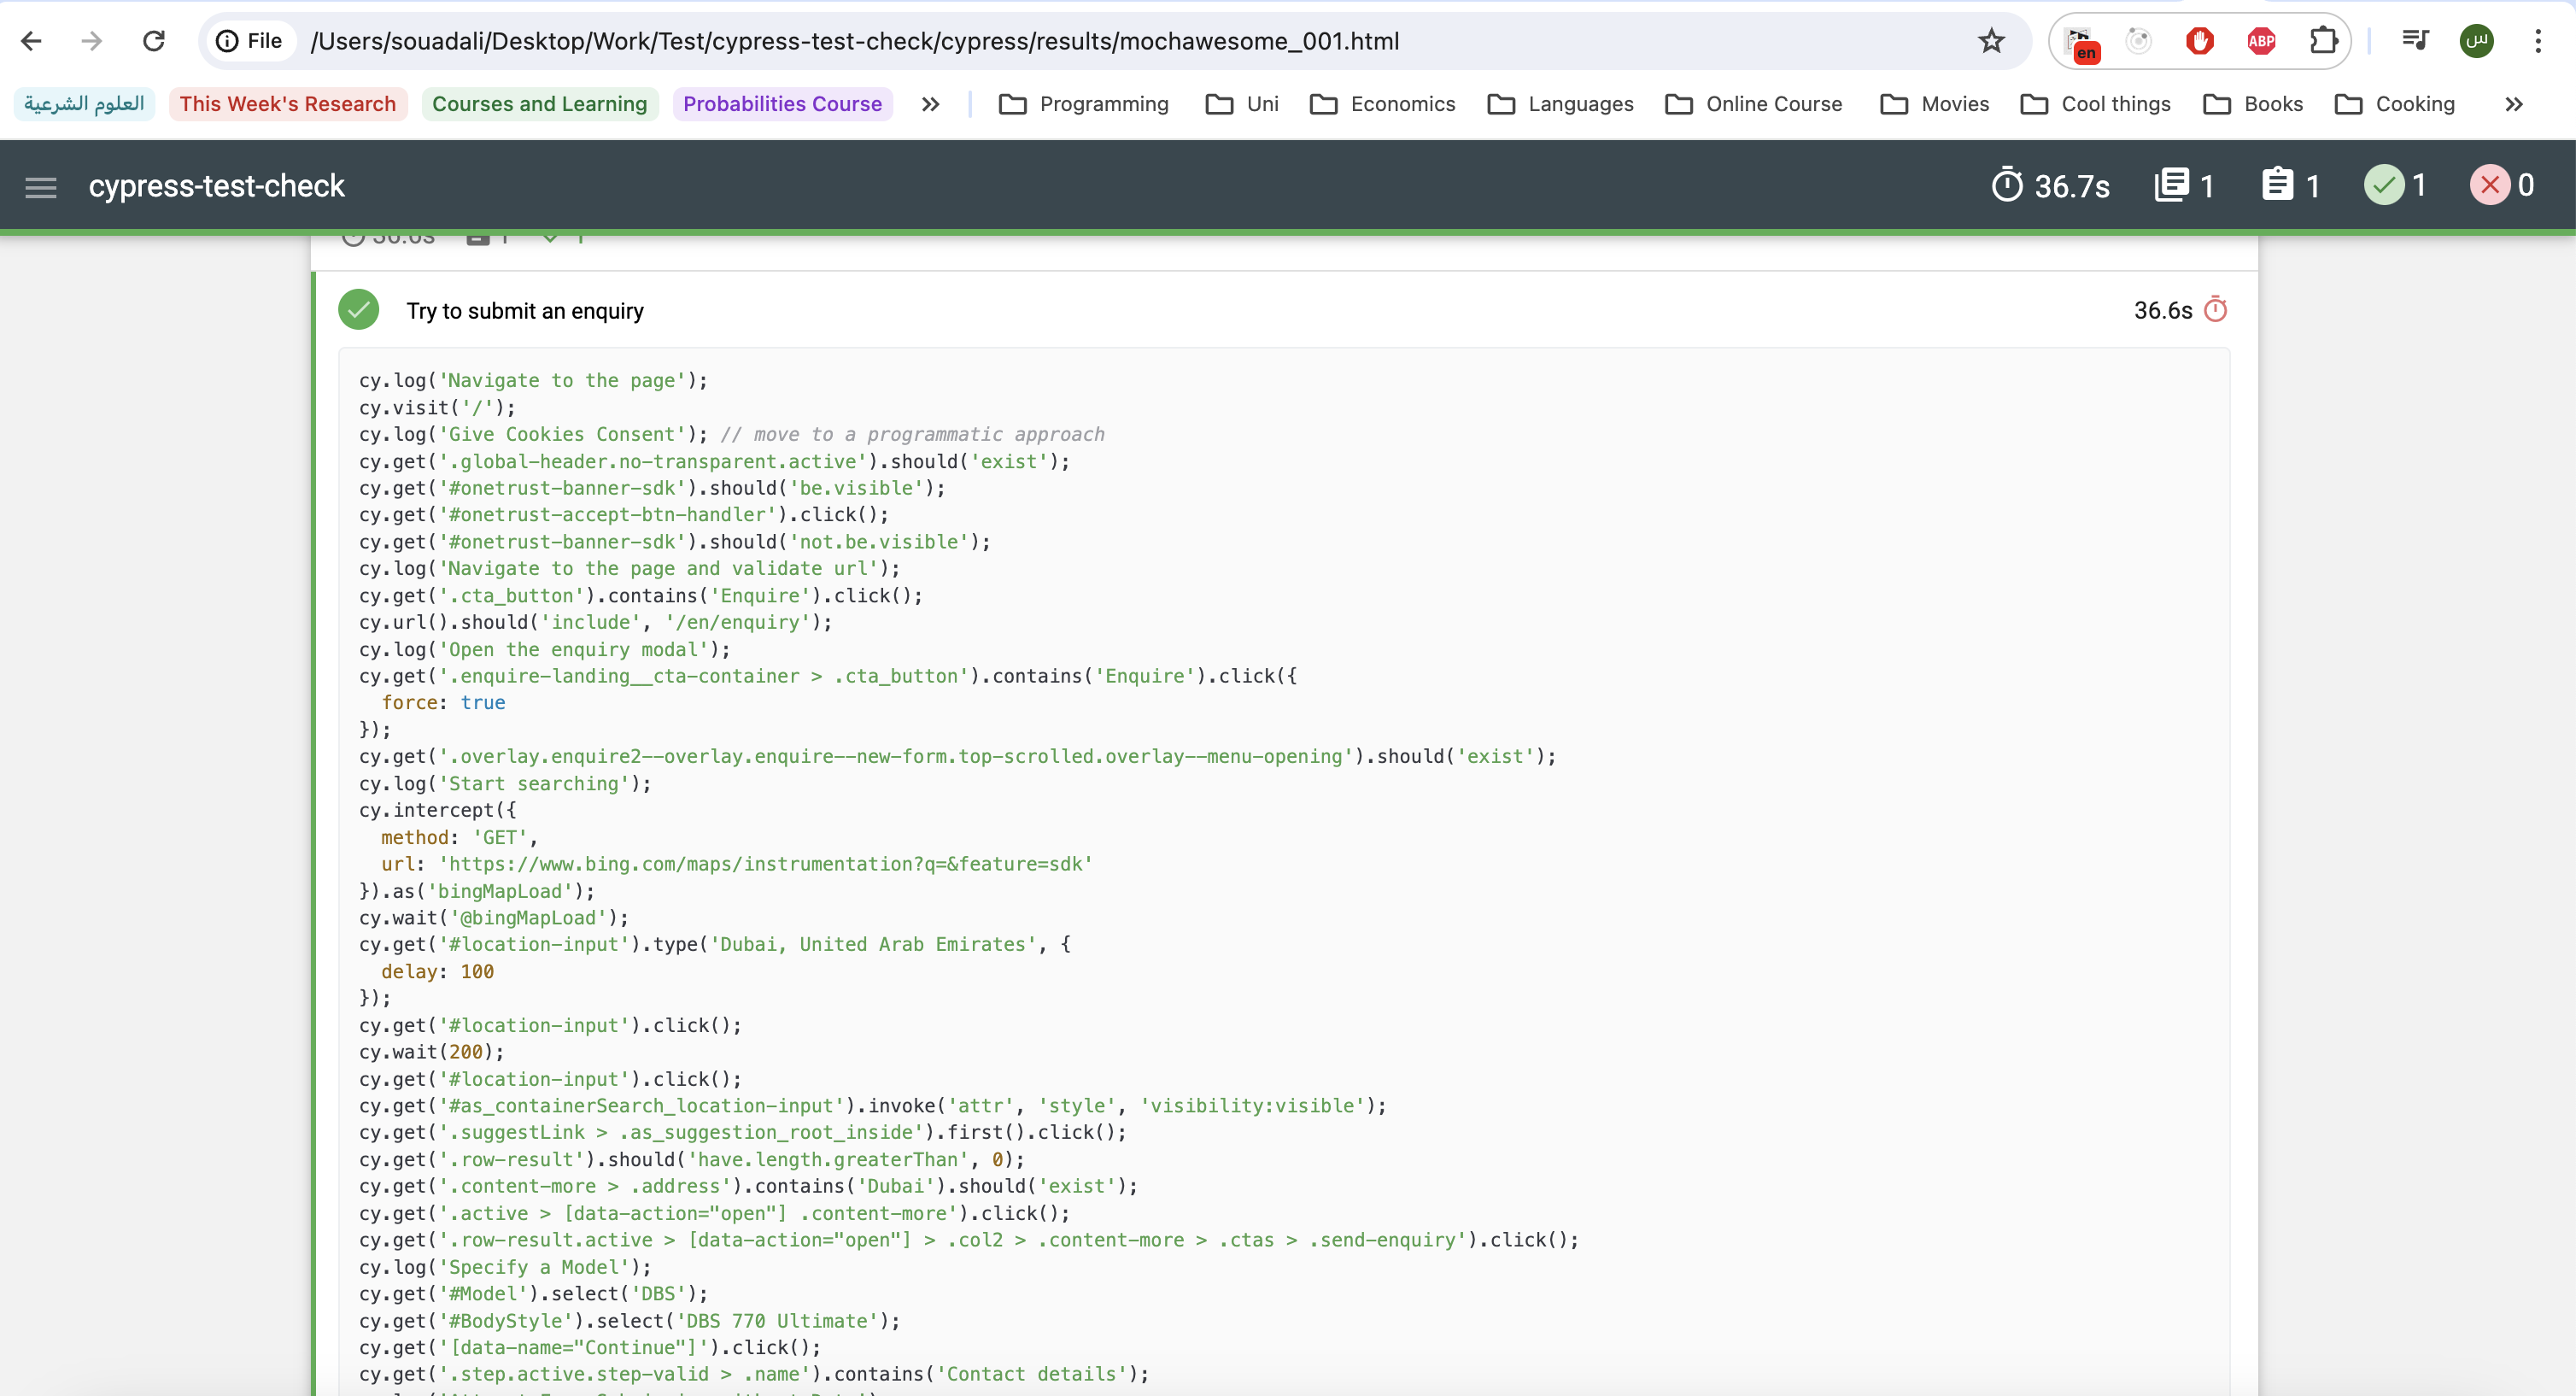 File /Users/souadali/Desktop/Work/Test/cypress-test-check/cypress/results/mochawesome_001.html en ABP س
العلوم الشرعية This Week's Research Courses and Learning Probabilities Course » Programming Uni Economics Languages Online Course Movies Cool things Books Cooking »
cypress-test-check 36.7s 1 1 1 0
36.6s 1 1
Try to submit an enquiry 36.6s
cy.log('Navigate to the page');
cy.visit('/');
cy.log('Give Cookies Consent'); // move to a programmatic approach
cy.get('.global-header.no-transparent.active').should('exist');
cy.get('#onetrust-banner-sdk').should('be.visible');
cy.get('#onetrust-accept-btn-handler').click();
cy.get('#onetrust-banner-sdk').should('not.be.visible');
cy.log('Navigate to the page and validate url');
cy.get('.cta_button').contains('Enquire').click();
cy.url().should('include', '/en/enquiry');
cy.log('Open the enquiry modal');
cy.get('.enquire-landing__cta-container > .cta_button').contains('Enquire').click({
  force: true
});
cy.get('.overlay.enquire2--overlay.enquire--new-form.top-scrolled.overlay--menu-opening').should('exist');
cy.log('Start searching');
cy.intercept({
  method: 'GET',
  url: 'https://www.bing.com/maps/instrumentation?q=&feature=sdk'
}).as('bingMapLoad');
cy.wait('@bingMapLoad');
cy.get('#location-input').type('Dubai, United Arab Emirates', {
  delay: 100
});
cy.get('#location-input').click();
cy.wait(200);
cy.get('#location-input').click();
cy.get('#as_containerSearch_location-input').invoke('attr', 'style', 'visibility:visible');
cy.get('.suggestLink > .as_suggestion_root_inside').first().click();
cy.get('.row-result').should('have.length.greaterThan', 0);
cy.get('.content-more > .address').contains('Dubai').should('exist');
cy.get('.active > [data-action="open"] .content-more').click();
cy.get('.row-result.active > [data-action="open"] > .col2 > .content-more > .ctas > .send-enquiry').click();
cy.log('Specify a Model');
cy.get('#Model').select('DBS');
cy.get('#BodyStyle').select('DBS 770 Ultimate');
cy.get('[data-name="Continue"]').click();
cy.get('.step.active.step-valid > .name').contains('Contact details');